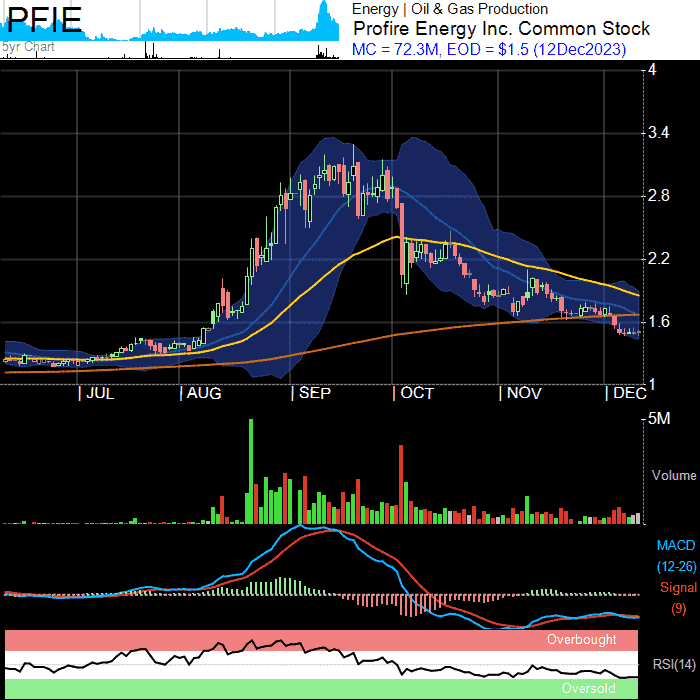 PFIE
5yr Chart
Energy | Oil & Gas Production
Profire Energy Inc. Common Stock
MC = 72.3M, EOD = $1.5 (12Dec2023)
4
3.4
2.8
2.2
1.6
1
JUL
AUG
SEP
OCT
NOV
DEC
5M
Volume
MACD
(12-26)
Signal
(9)
Overbought
RSI(14)
Oversold